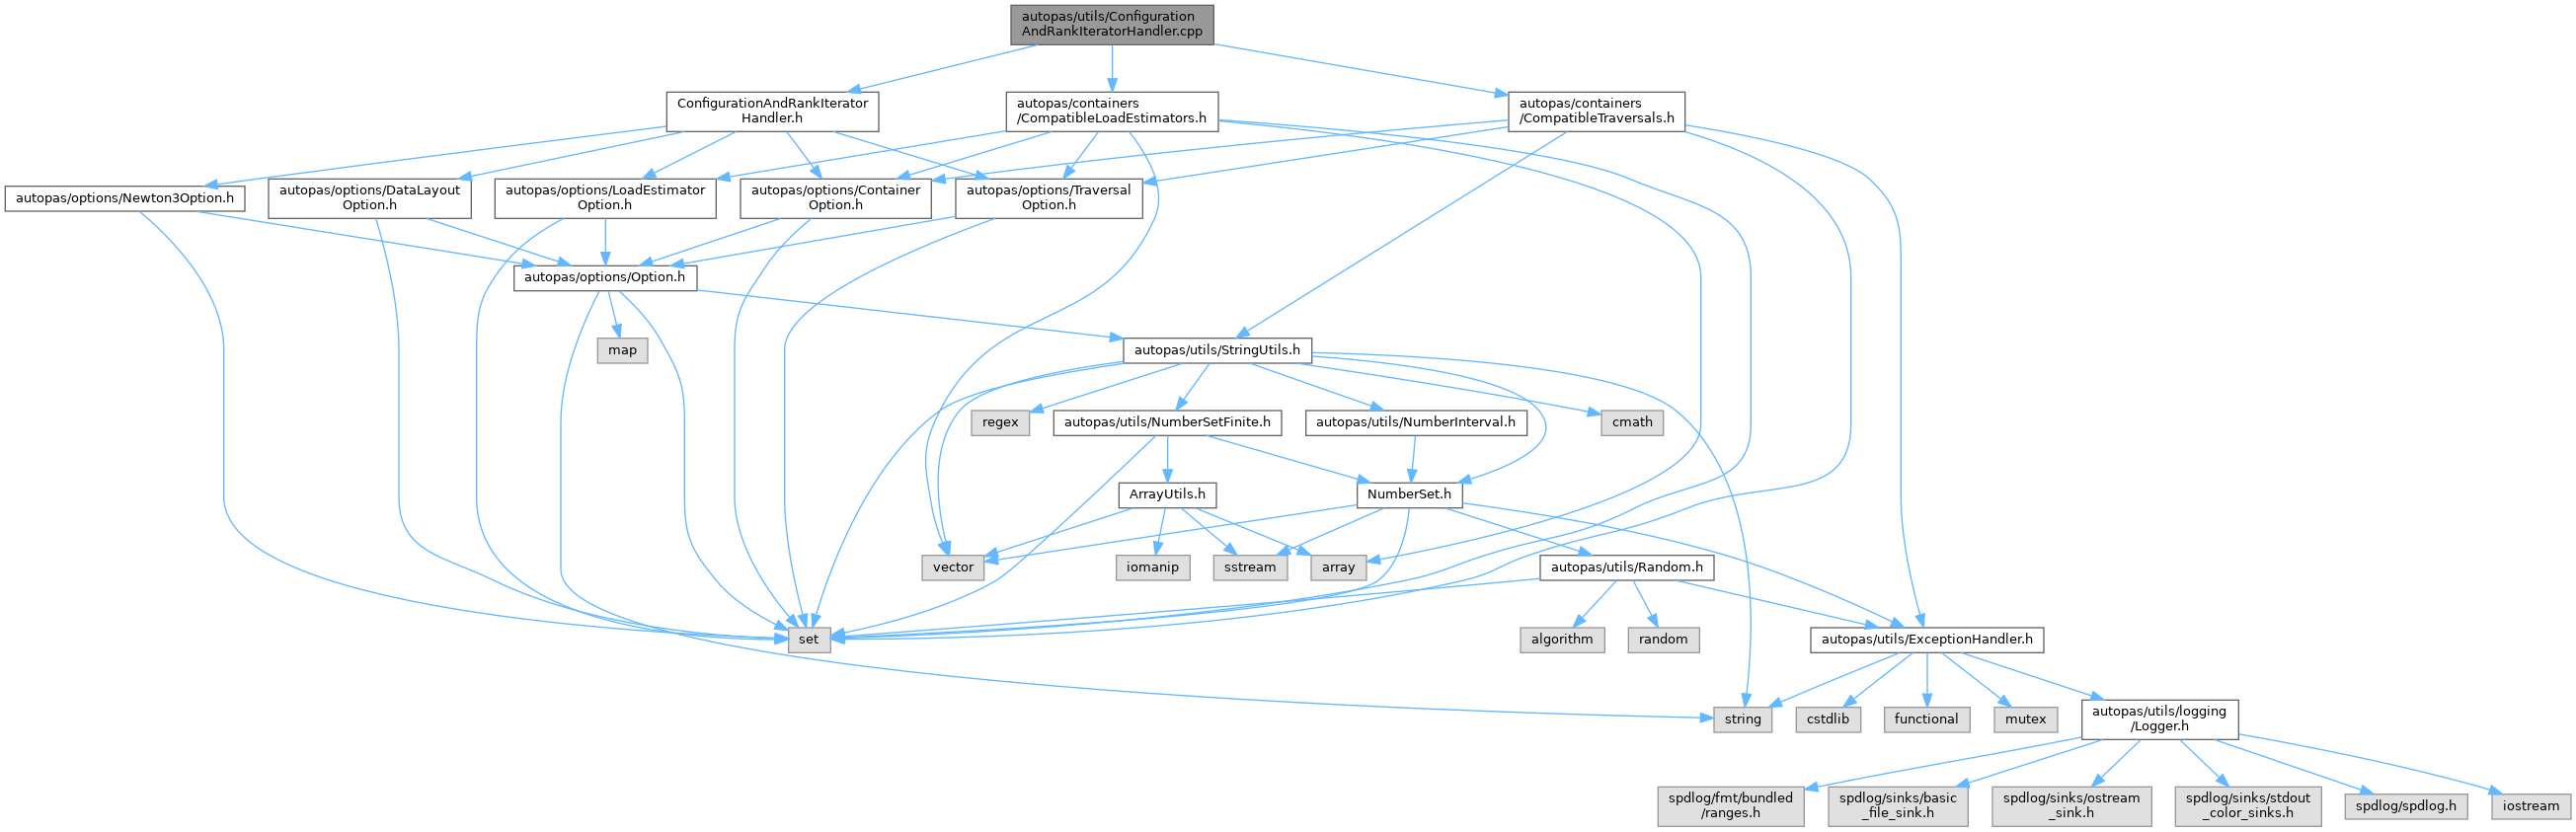 autopas/utils/Configuration
AndRankIteratorHandler.cpp
ConfigurationAndRankIterator
Handler.h
autopas/containers
/CompatibleLoadEstimators.h
autopas/containers
/CompatibleTraversals.h
autopas/options/Newton3Option.h
autopas/options/DataLayout
Option.h
autopas/options/LoadEstimator
Option.h
autopas/options/Container
Option.h
autopas/options/Traversal
Option.h
autopas/options/Option.h
map
autopas/utils/StringUtils.h
regex
autopas/utils/NumberSetFinite.h
autopas/utils/NumberInterval.h
cmath
ArrayUtils.h
NumberSet.h
vector
iomanip
sstream
array
autopas/utils/Random.h
set
algorithm
random
autopas/utils/ExceptionHandler.h
string
cstdlib
functional
mutex
autopas/utils/logging
/Logger.h
spdlog/fmt/bundled
/ranges.h
spdlog/sinks/basic
_file_sink.h
spdlog/sinks/ostream
_sink.h
spdlog/sinks/stdout
_color_sinks.h
spdlog/spdlog.h
iostream